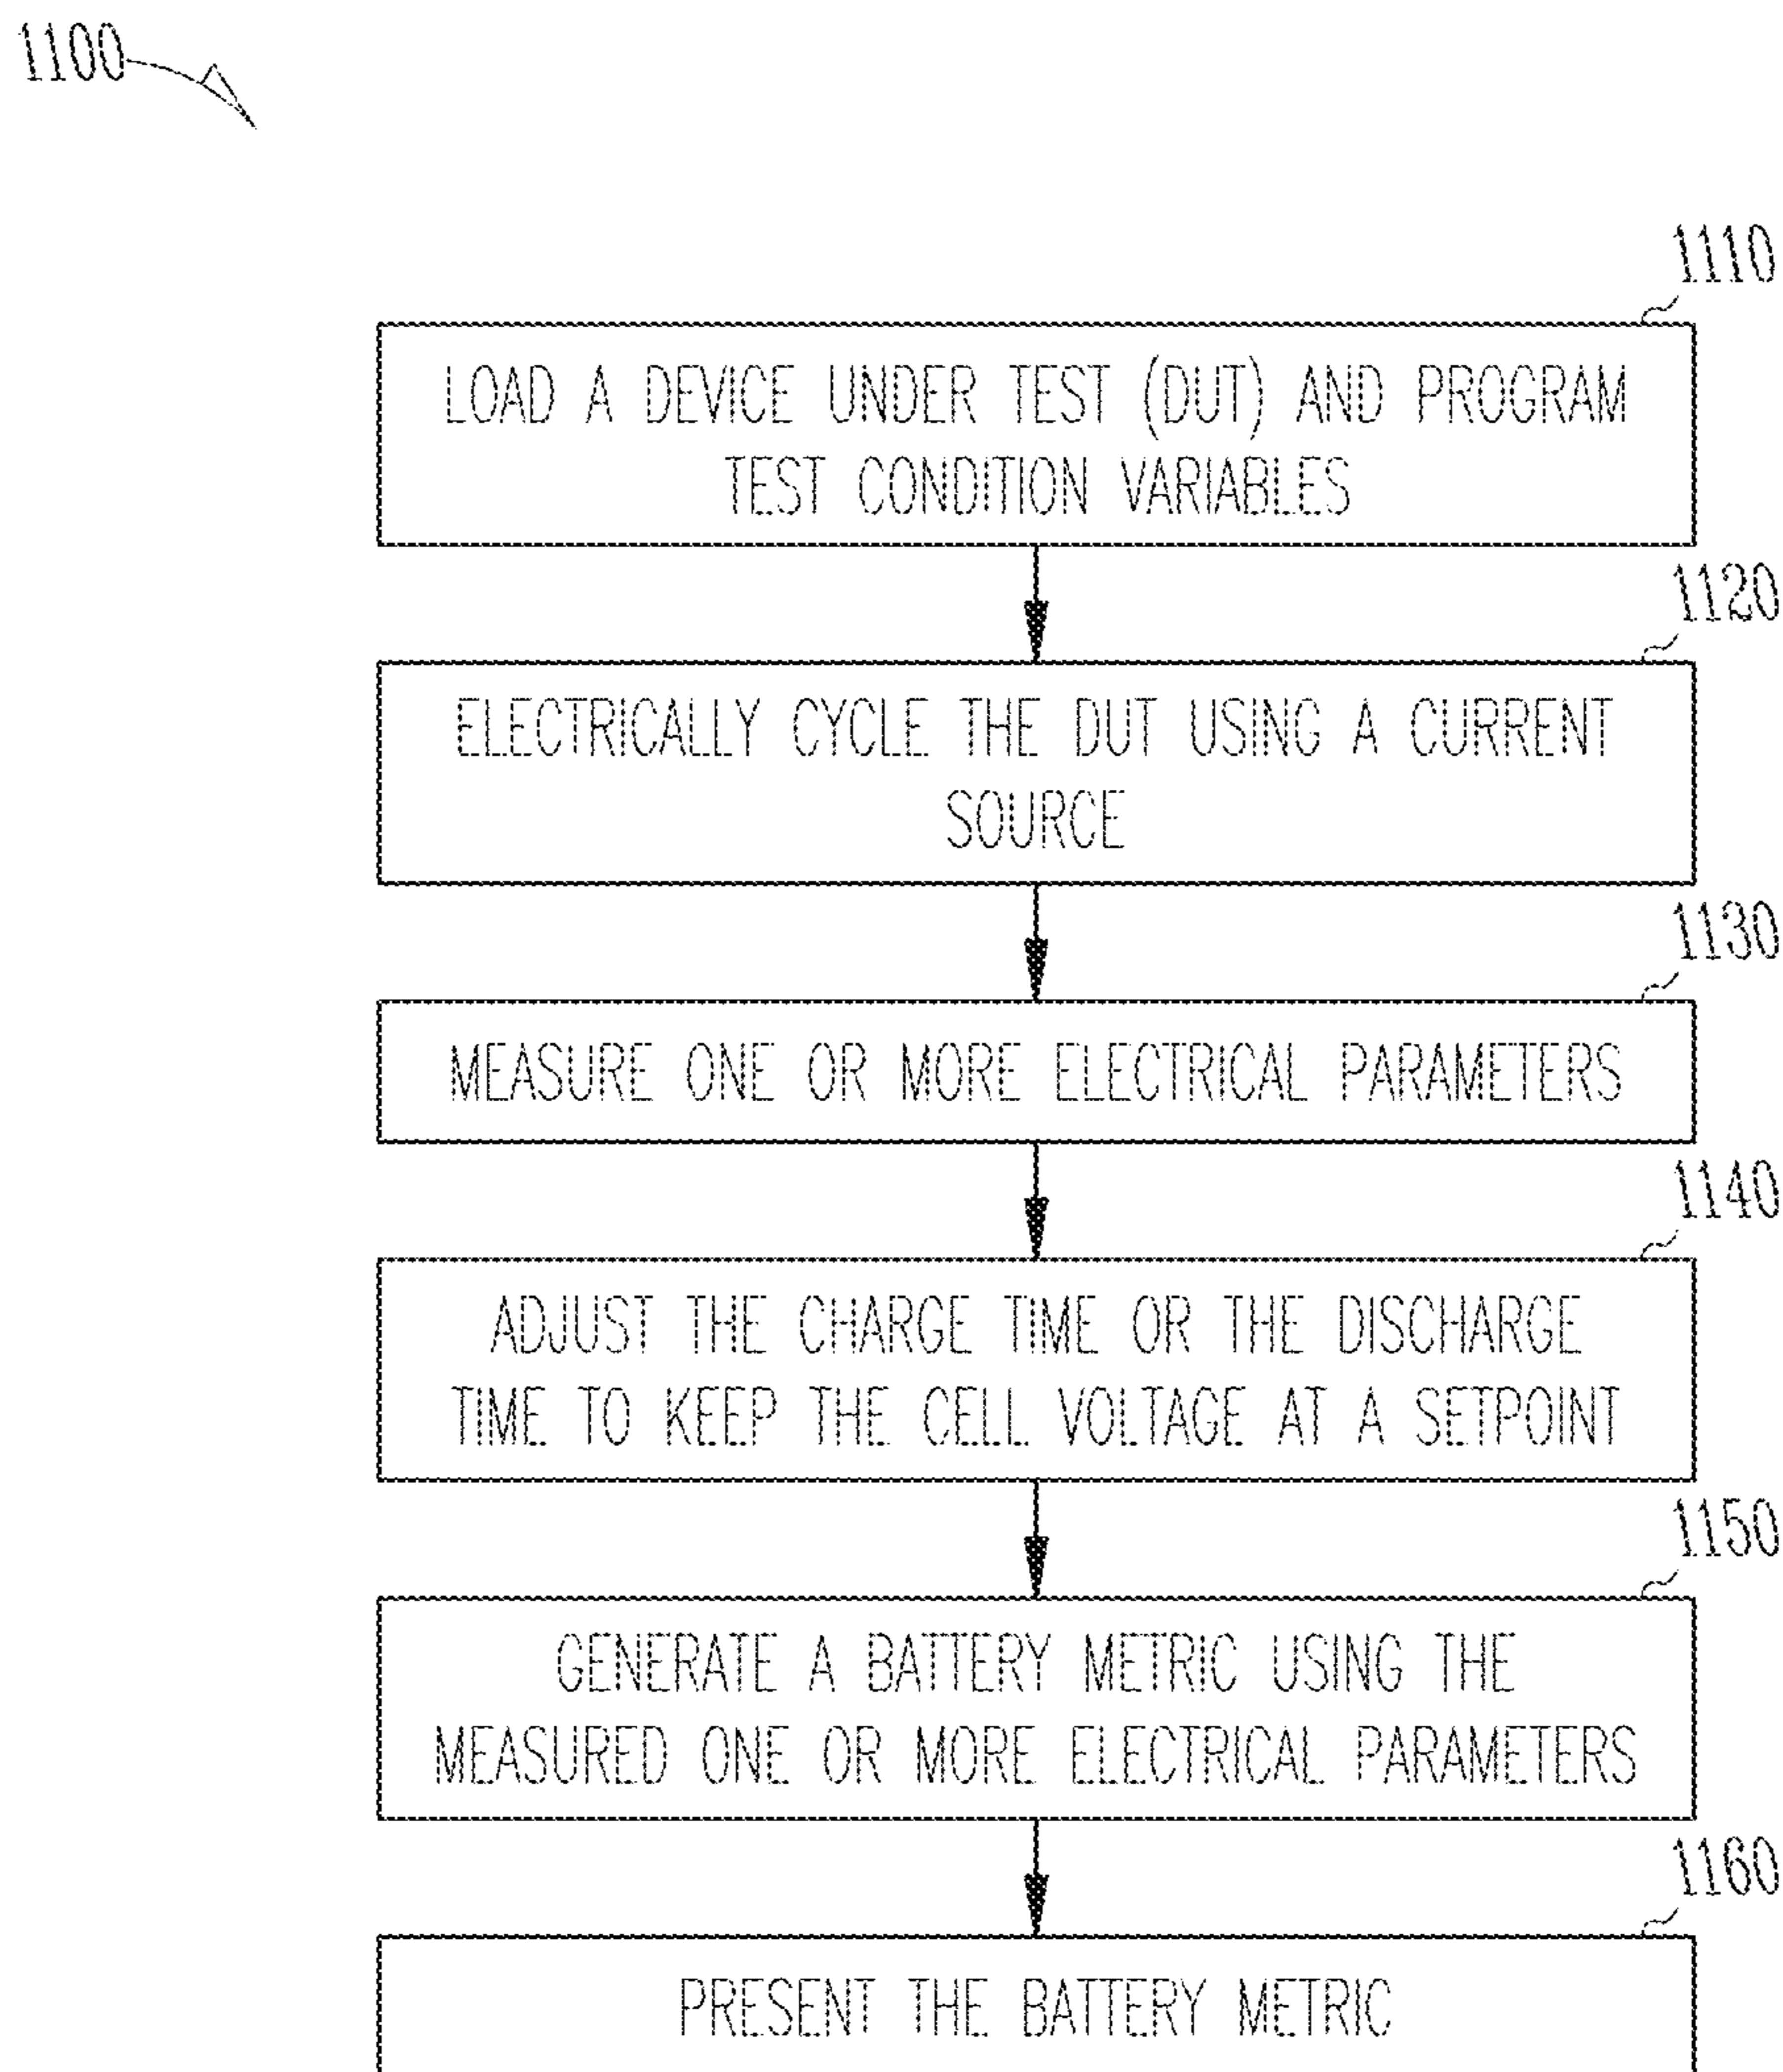 1100
1110
LOAD A DEVICE UNDER TEST (DUT) AND PROGRAM
TEST CONDITION VARIABLES
1120
ELECTRICALLY CYCLE THE DUT USING A CURRENT
SOURCE
1130
MEASURE ONE OR MORE ELECTRICAL PARAMETERS
1140
ADJUST THE CHARGE TIME OR THE DISCHARGE
TIME TO KEEP THE CELL VOLTAGE AT A SETPOINT
1150
GENERATE A BATTERY METRIC USING THE
MEASURED ONE OR MORE ELECTRICAL PARAMETERS
1160
PRESENT THE BATTERY METRIC